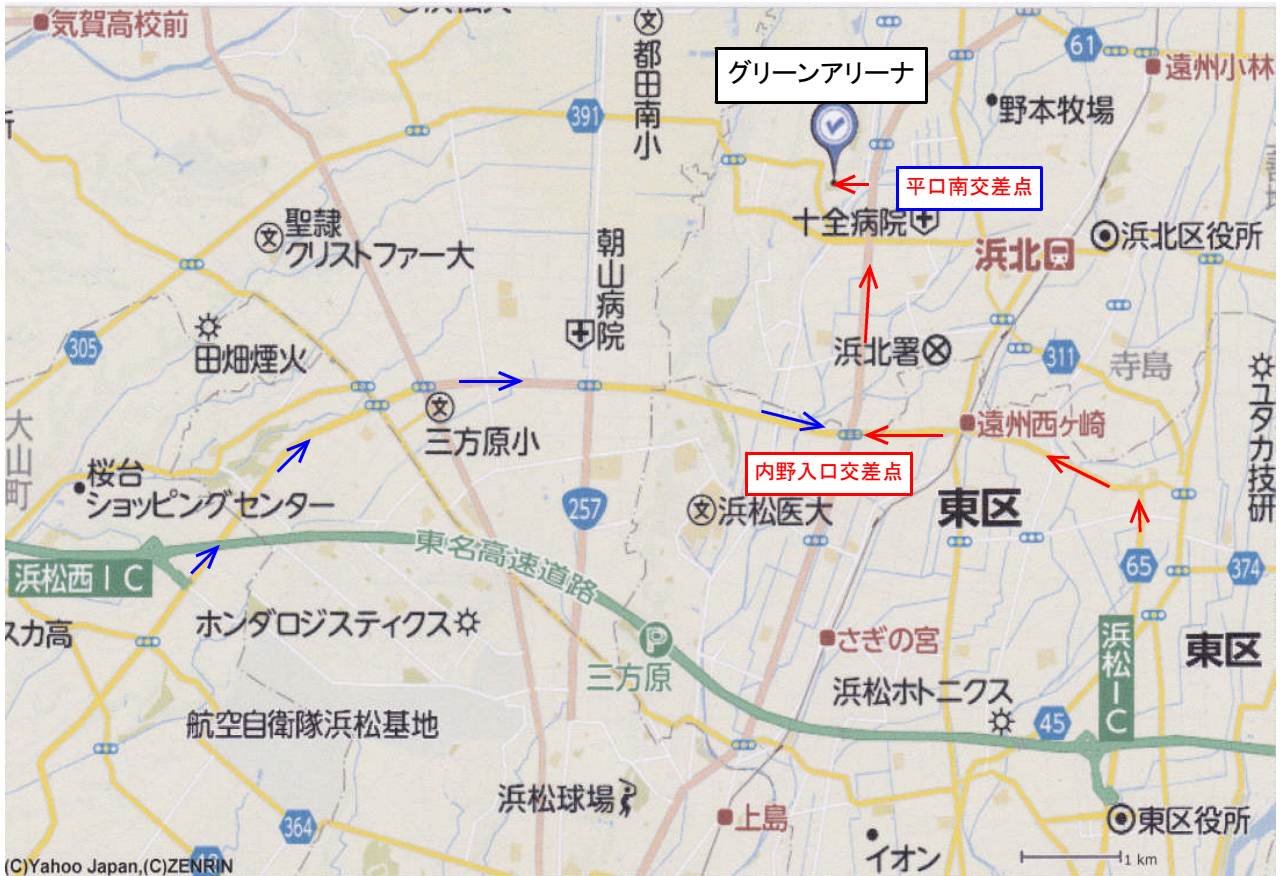 気賀高校前
都田南小
グリーンアリーナ
61
遠州小林
391
野本牧場
平口南交差点
聖隷
クリストファー大
朝山病院
十全病院
浜北
浜北区役所
305
田畑煙火
浜北署
311
寺島
三方原小
遠州西ヶ崎
ユタカ技研
大山町
桜台
ショッピングセンター
内野入口交差点
257
浜松医大
東区
東名高速道路
浜松西IC
65
374
ホンダロジスティクス
P
三方原
さぎの宮
浜松IC
東区
スカ高
浜松ホトニクス
45
航空自衛隊浜松基地
浜松球場
上島
364
東区役所
イオン
1 km
(C)Yahoo Japan,(C)ZENRIN